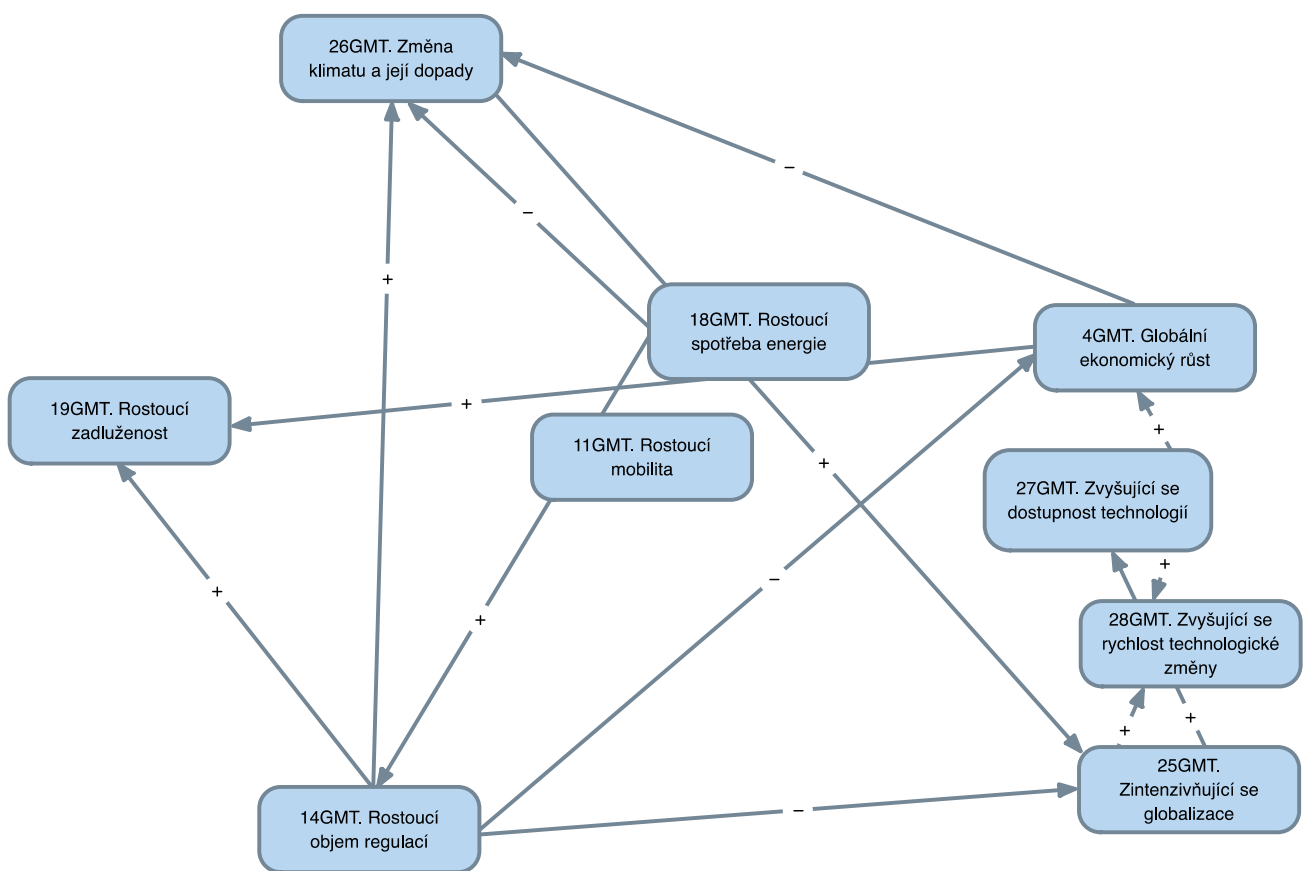 26GMT. Změna
klimatu a její dopady
–
–
+
18GMT. Rostoucí
spotřeba energie
4GMT. Globální
ekonomický růst
19GMT. Rostoucí
zadluženost
+
+
11GMT. Rostoucí
mobilita
+
27GMT. Zvyšující se
dostupnost technologií
+
–
+
+
28GMT. Zvyšující se
rychlost technologické
změny
+
+
25GMT.
Zintenzivňující se
globalizace
14GMT. Rostoucí
objem regulací
–